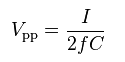 V_pp = I / 2fC